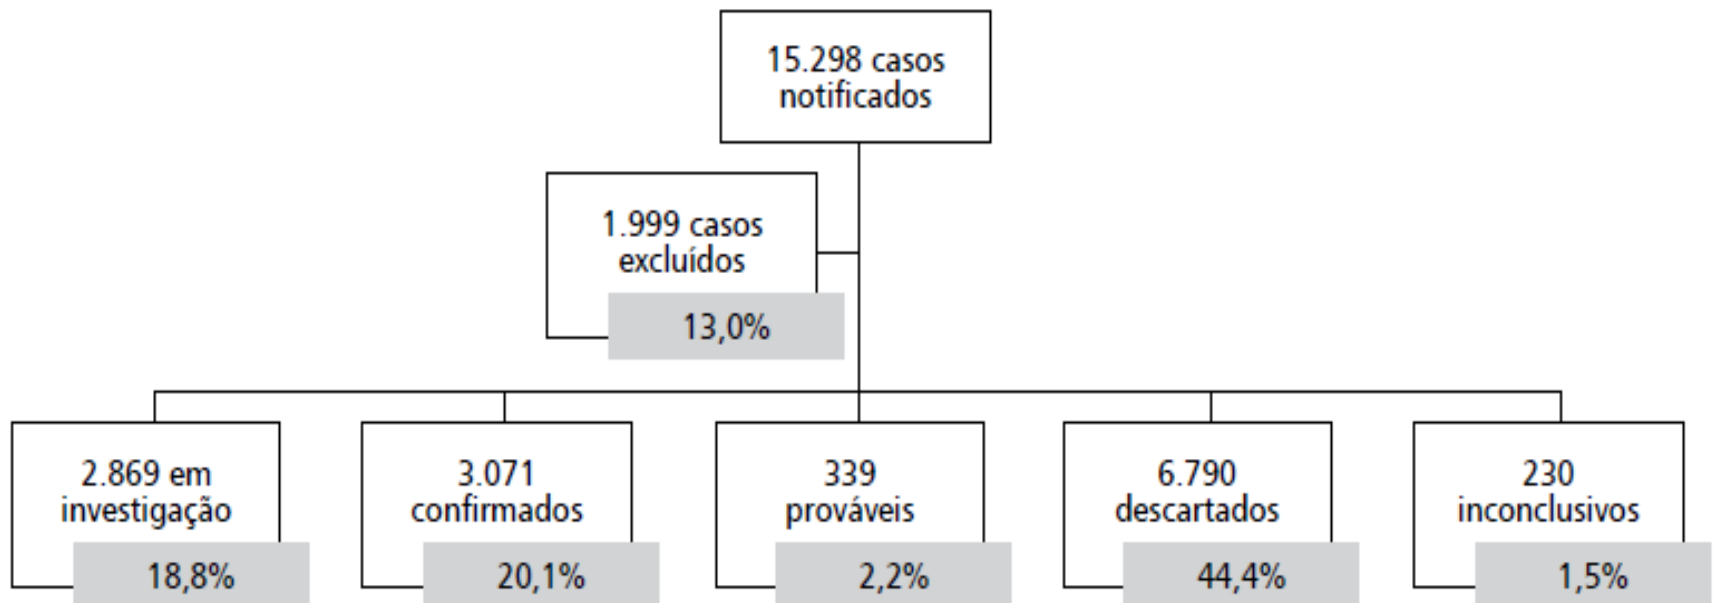 15.298 casos
notificados
1.999 casos
excluídos
13,0%
2.869 em
investigação
18,8%
3.071
confirmados
20,1%
339
prováveis
2,2%
6.790
descartados
44,4%
230
inconclusivos
1,5%